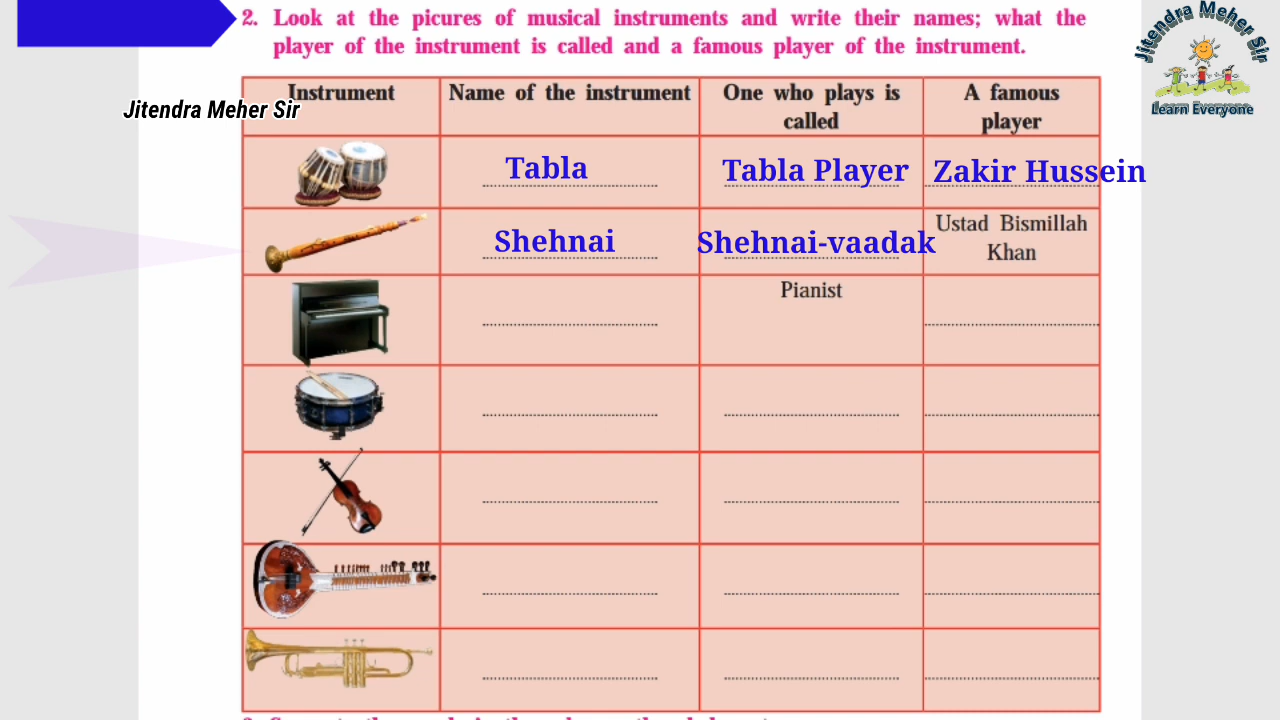 2. Look at the picures of musical instruments and write their names; what the
player of the instrument is called and a famous player of the instrument.
Jitendra Meher Sir
Learn Everyone
Jitendra Meher Sir
Instrument
Name of the instrument
One who plays is
called
A famous
player
Tabla
Tabla Player
Zakir Hussein
Shehnai
Shehnai-vaadak
Ustad Bismillah
Khan
Pianist